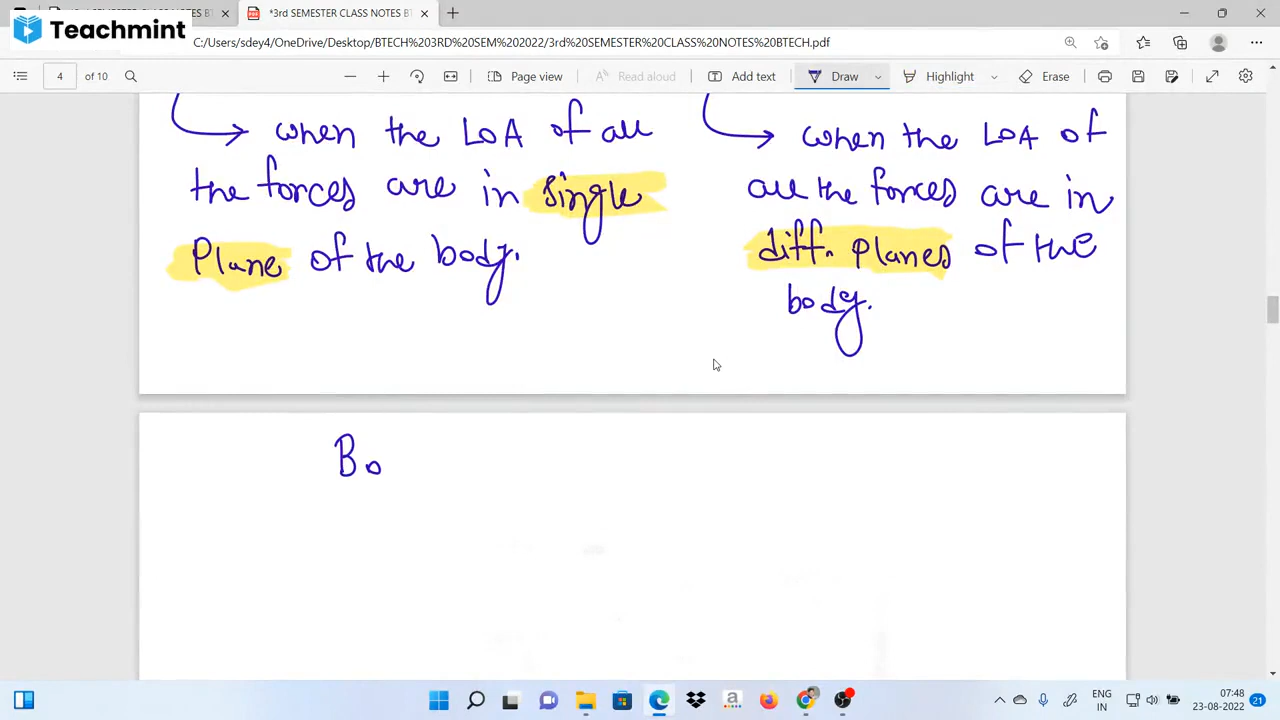 *3rd SEMESTER CLASS NOTES BT
Teachmint
C:/Users/sdey4/OneDrive/Desktop/BTECH%203RD%20SEM%202022/3rd%20SEMESTER%20CLASS%20NOTES%20BTECH.pdf
4 of 10 Page view Read aloud Add text Draw Highlight Erase
when the LOA of all
the forces are in single
Plane of the body.
when the LOA of
all the forces are in
diff. planes of the
body.
Bo
ENG
IN
07:48
23-08-2022
21